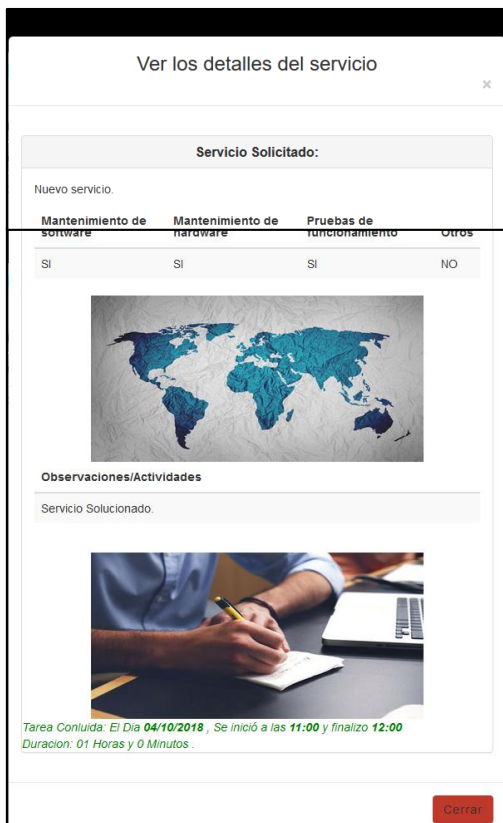 Ver los detalles del servicio
×
Servicio Solicitado:
Nuevo servicio.
Mantenimiento de software Mantenimiento de hardware Pruebas de funcionamiento Otros
SI SI SI NO
Observaciones/Actividades
Servicio Solucionado.
Tarea Conluida: El Dia 04/10/2018 , Se inició a las 11:00 y finalizo 12:00
Duracion: 01 Horas y 0 Minutos .
Cerrar